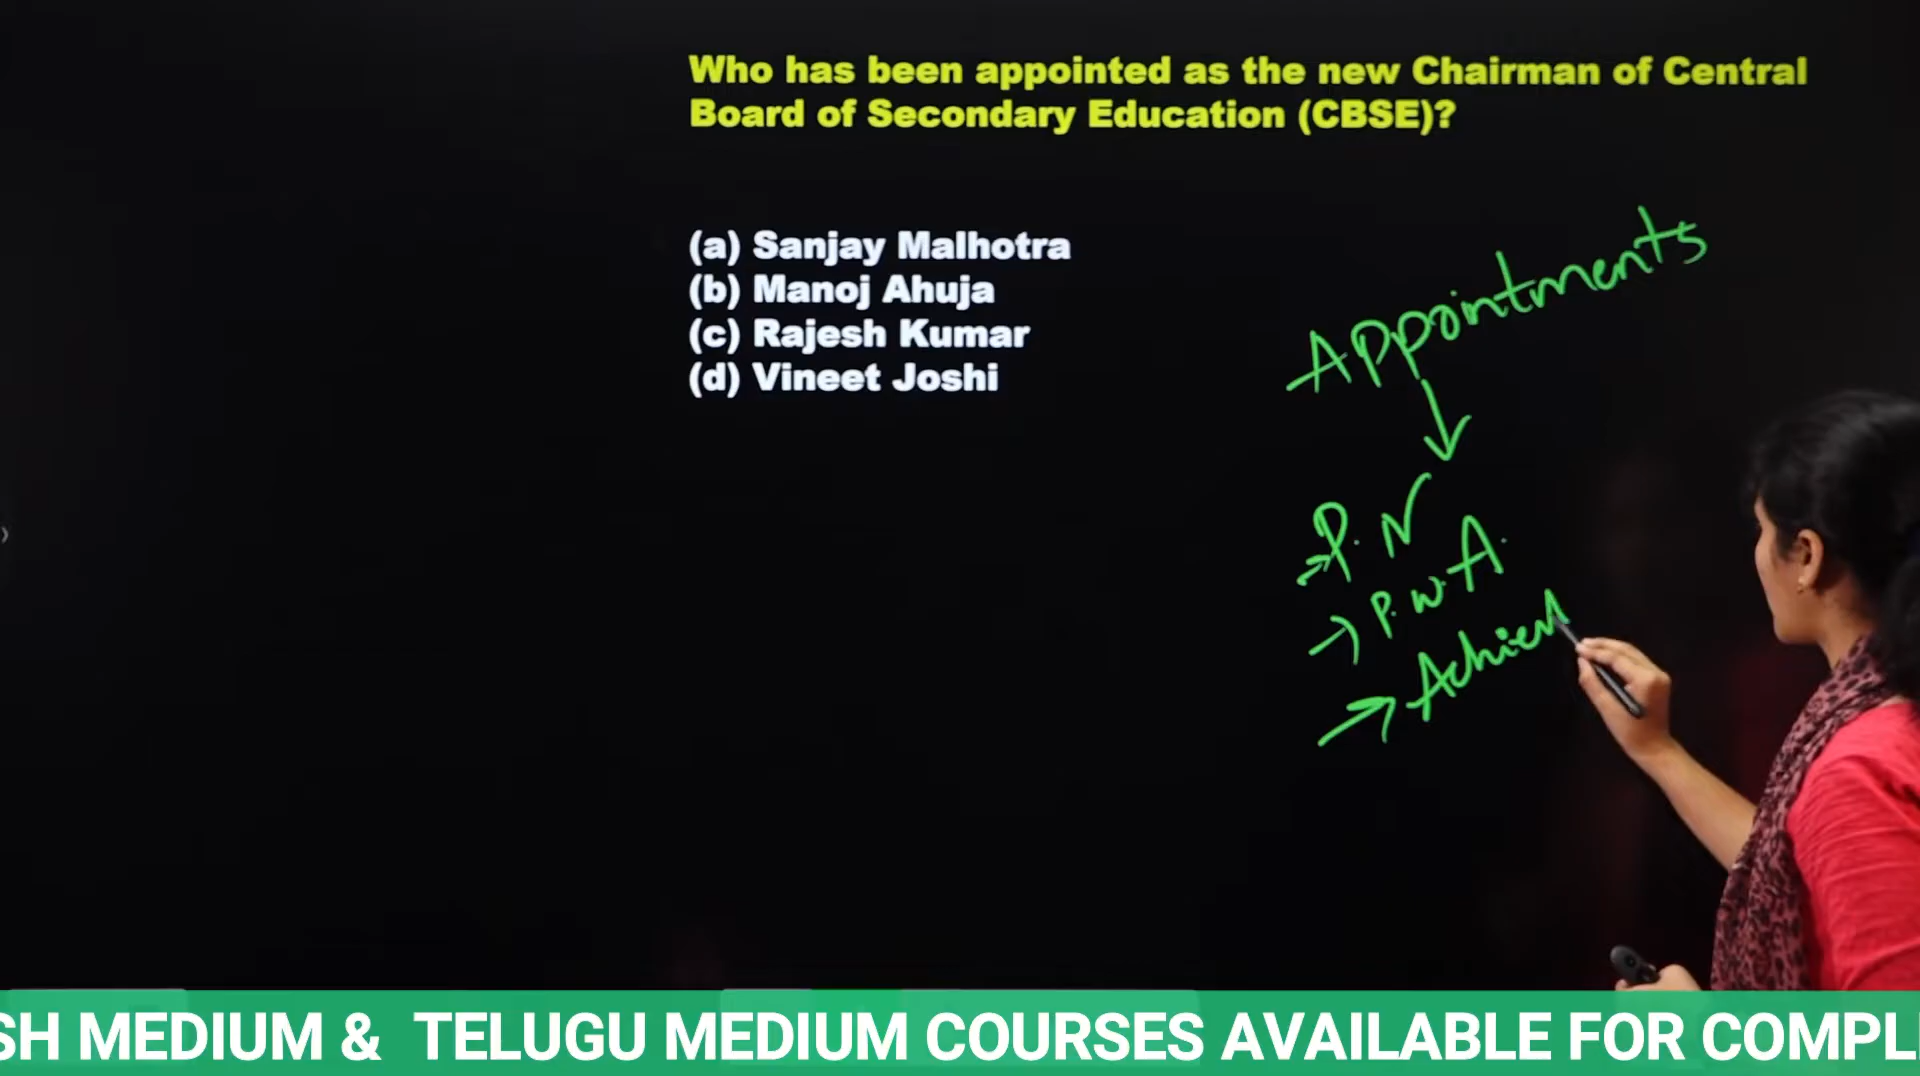 Who has been appointed as the new Chairman of Central
Board of Secondary Education (CBSE)?
(a) Sanjay Malhotra
(b) Manoj Ahuja
(c) Rajesh Kumar
(d) Vineet Joshi
Appointments
P. N
P. W. A.
Achiev
SH MEDIUM & TELUGU MEDIUM COURSES AVAILABLE FOR COMPL